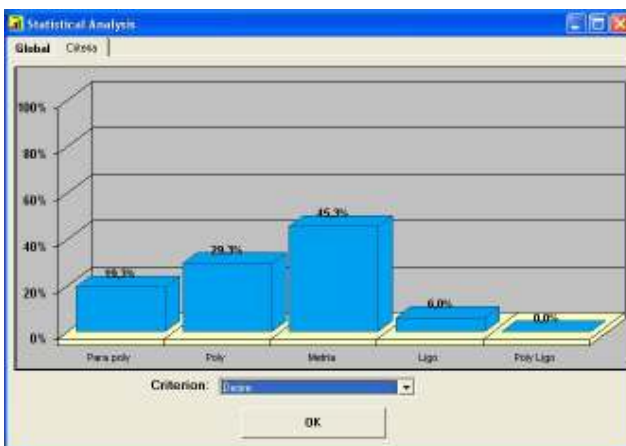 Statistical Analysis
Global Criteria
100%
80%
60%
40%
20%
0%
19,3%
29,3%
45,3%
6,0%
0,0%
Para poly
Poly
Metria
Ligo
Poly Ligo
Criterion:
OK